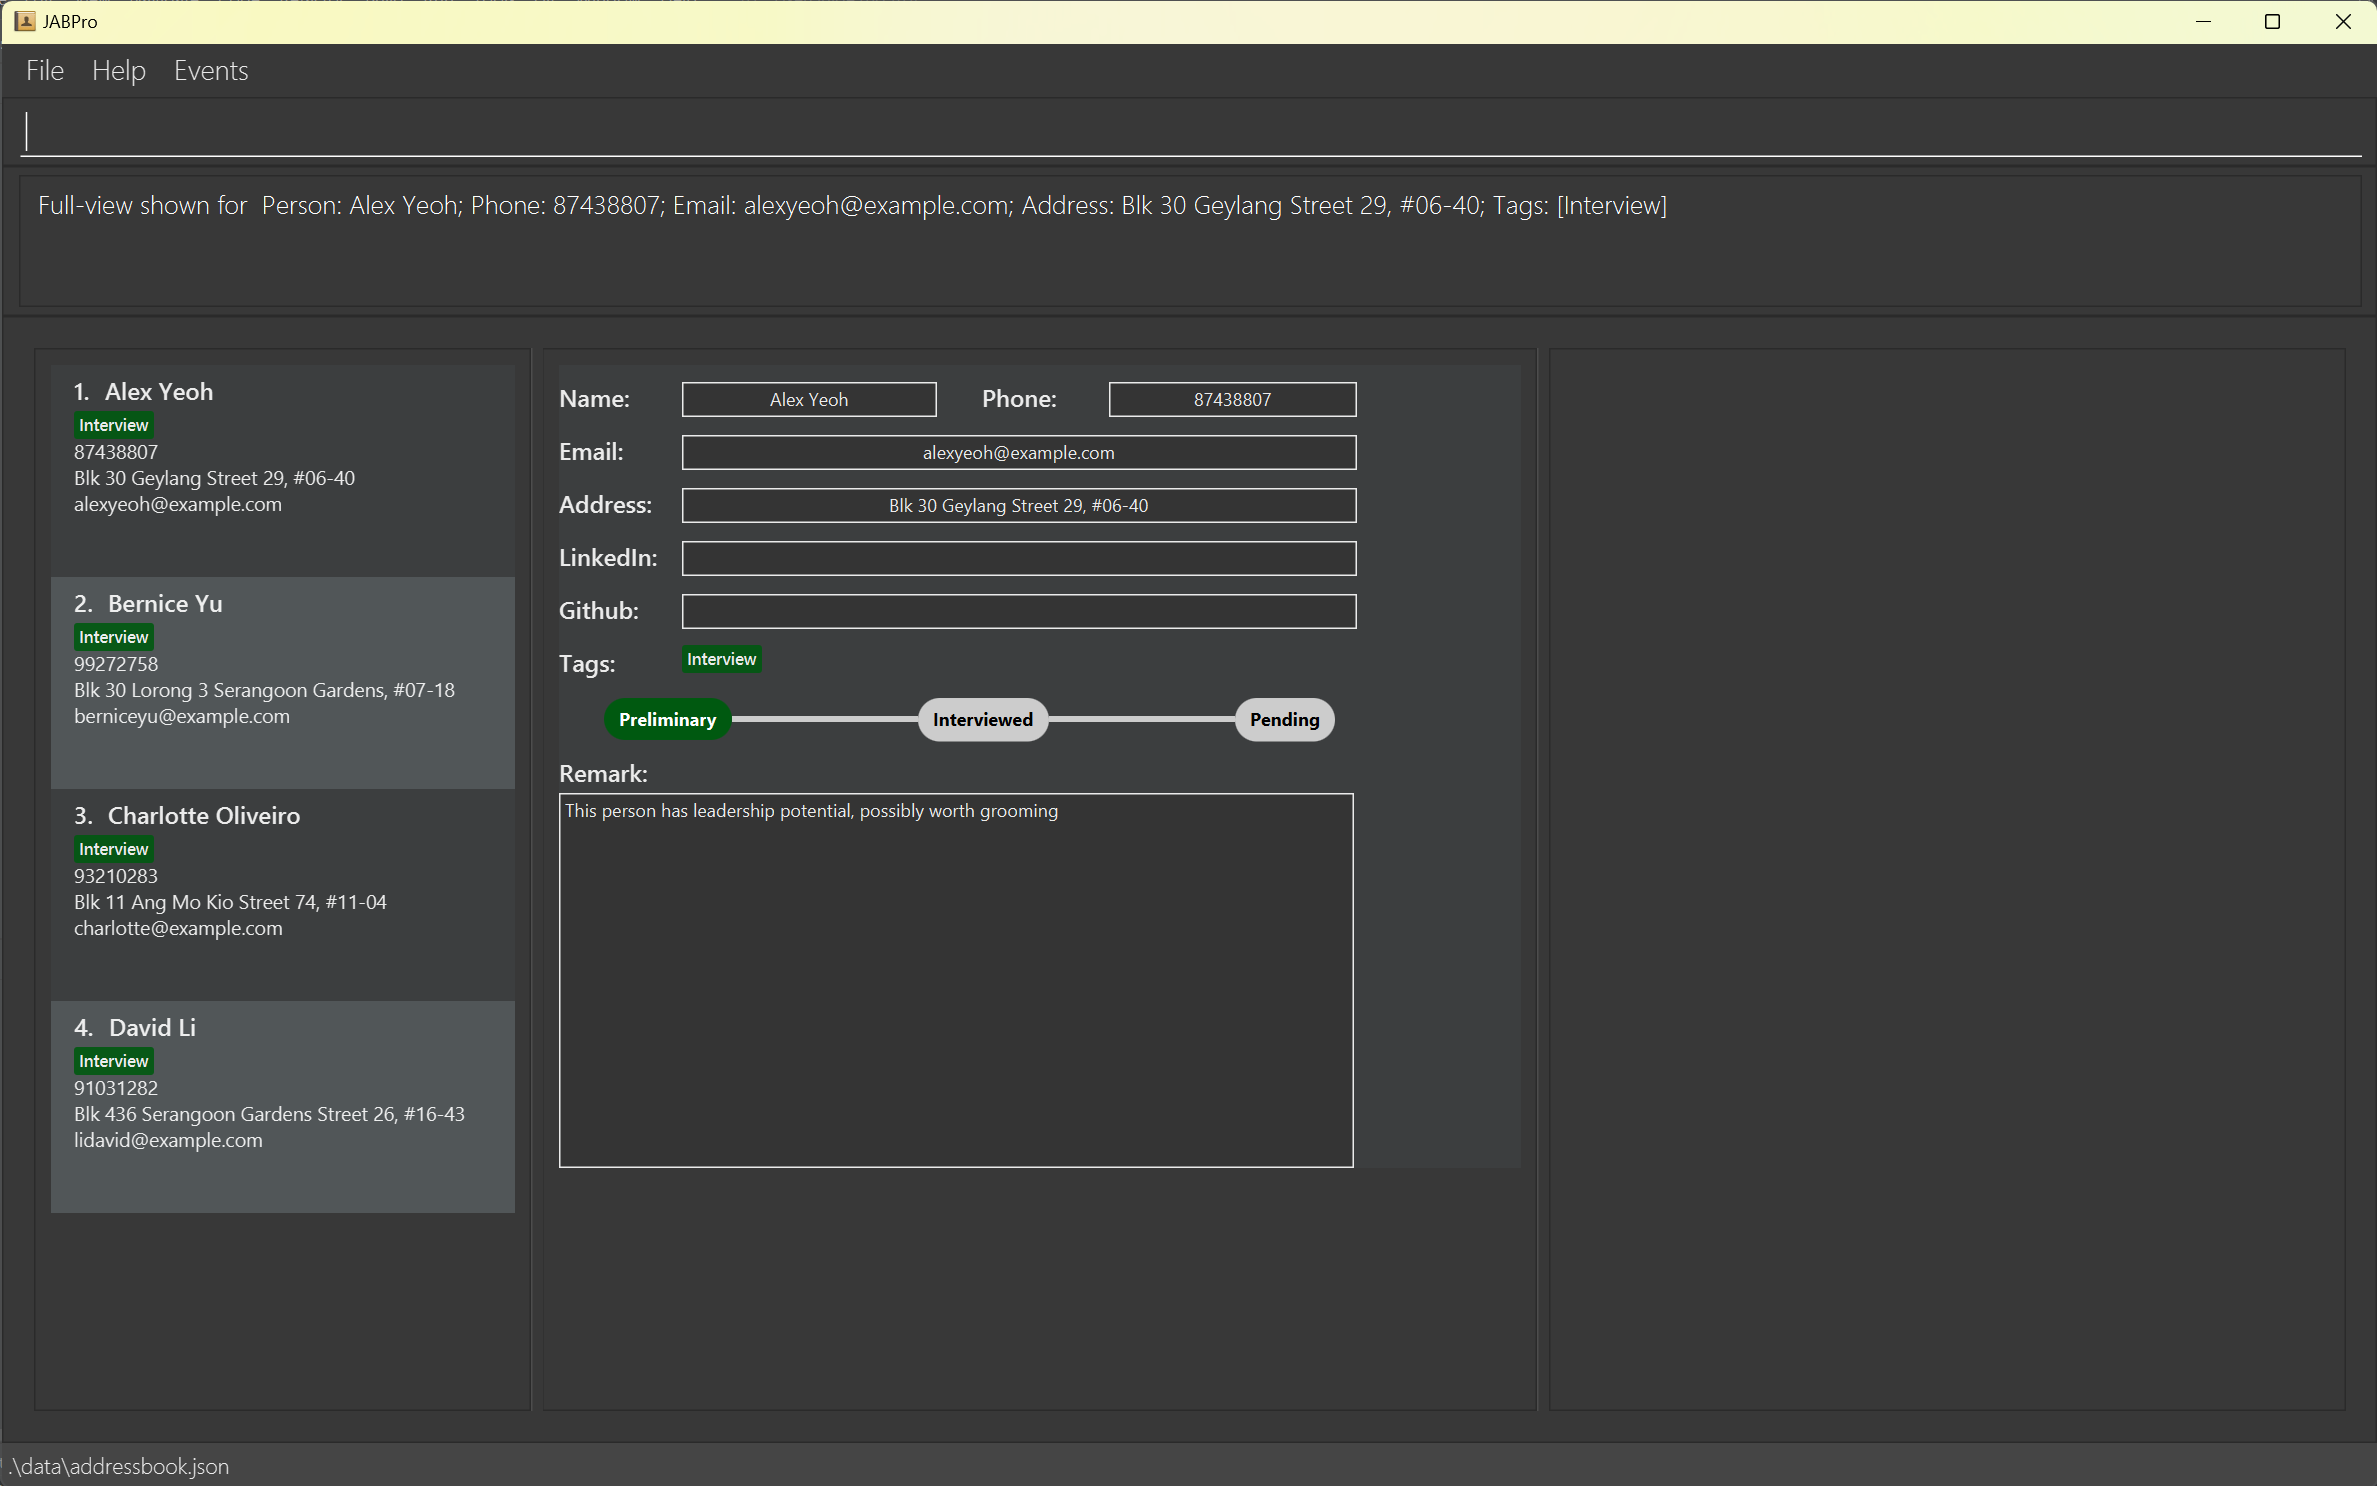 JABPro
File Help Events
Full-view shown for  Person: Alex Yeoh; Phone: 87438807; Email: alexyeoh@example.com; Address: Blk 30 Geylang Street 29, #06-40; Tags: [Interview]
1. Alex Yeoh
Interview
87438807
Blk 30 Geylang Street 29, #06-40
alexyeoh@example.com
2. Bernice Yu
Interview
99272758
Blk 30 Lorong 3 Serangoon Gardens, #07-18
berniceyu@example.com
3. Charlotte Oliveiro
Interview
93210283
Blk 11 Ang Mo Kio Street 74, #11-04
charlotte@example.com
4. David Li
Interview
91031282
Blk 436 Serangoon Gardens Street 26, #16-43
lidavid@example.com
Name: Alex Yeoh Phone: 87438807
Email: alexyeoh@example.com
Address: Blk 30 Geylang Street 29, #06-40
LinkedIn:
Github:
Tags: Interview
Preliminary Interviewed Pending
Remark:
This person has leadership potential, possibly worth grooming
.\data\addressbook.json